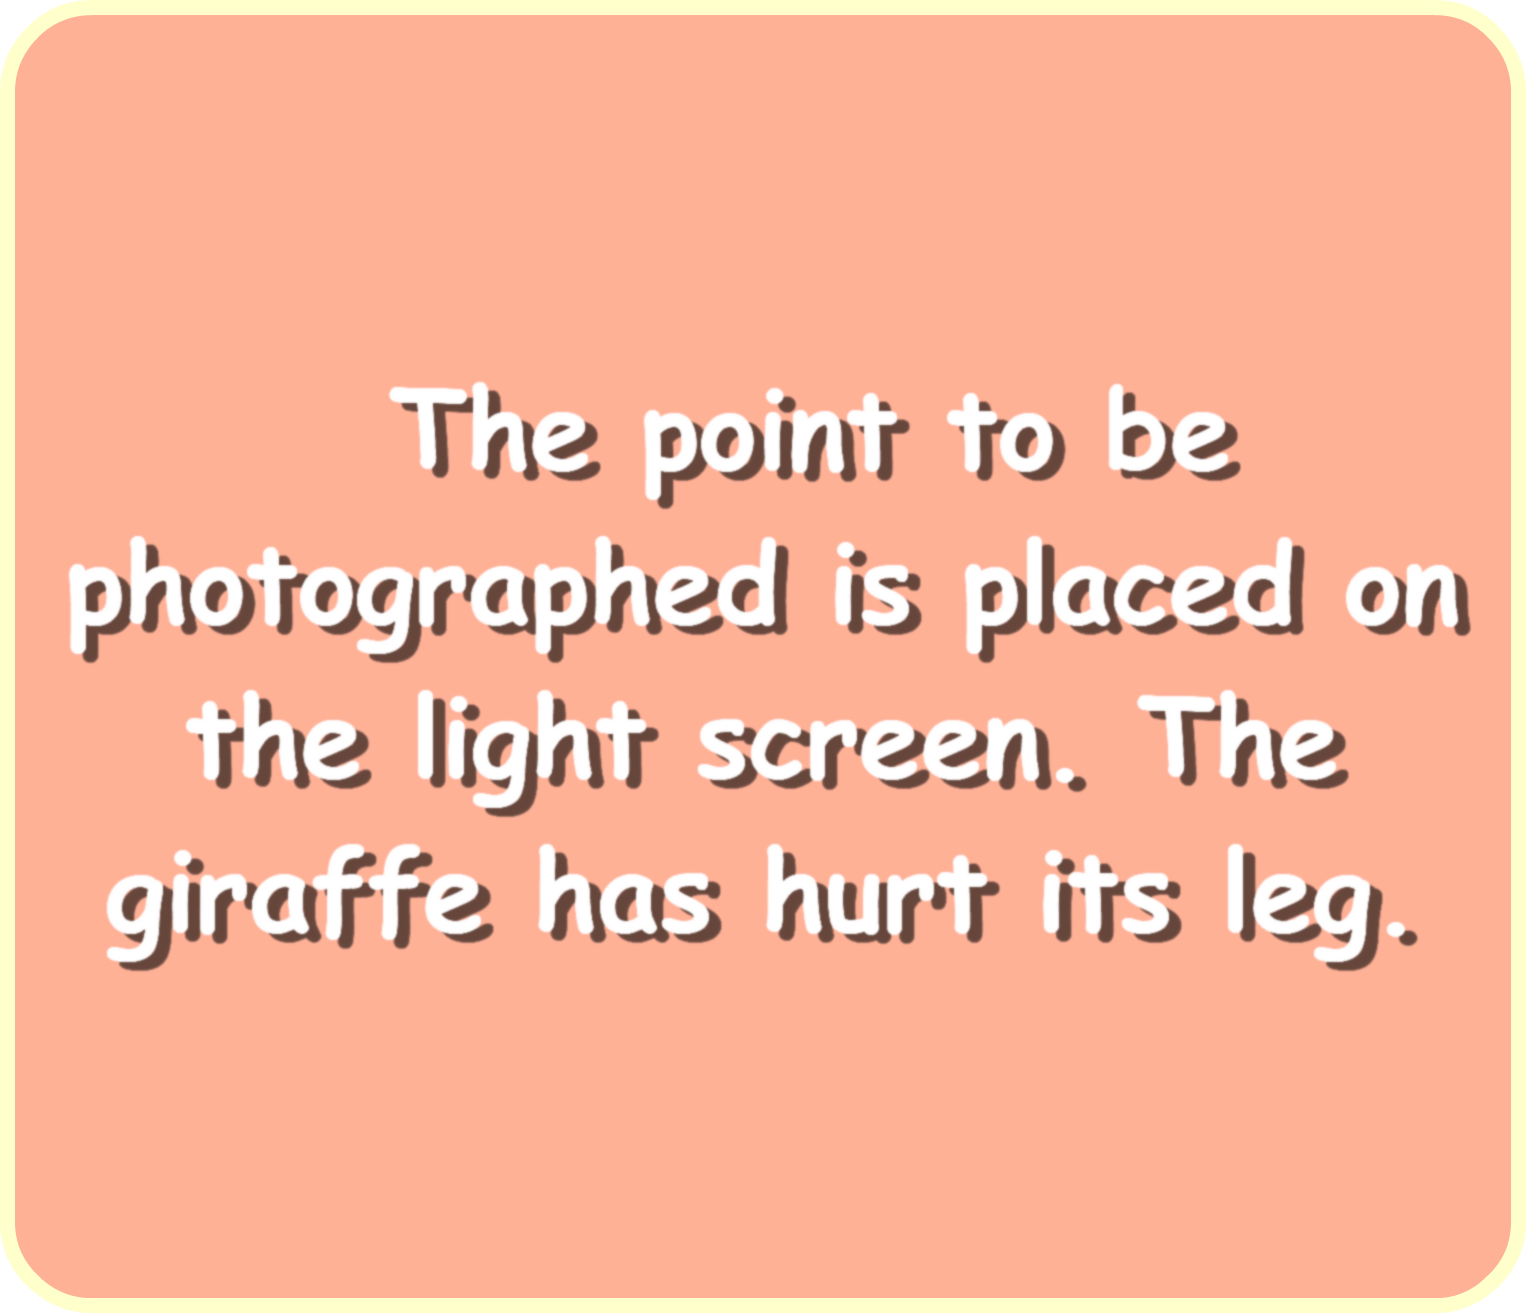 The point to be
photographed is placed on
the light screen. The
giraffe has hurt its leg.